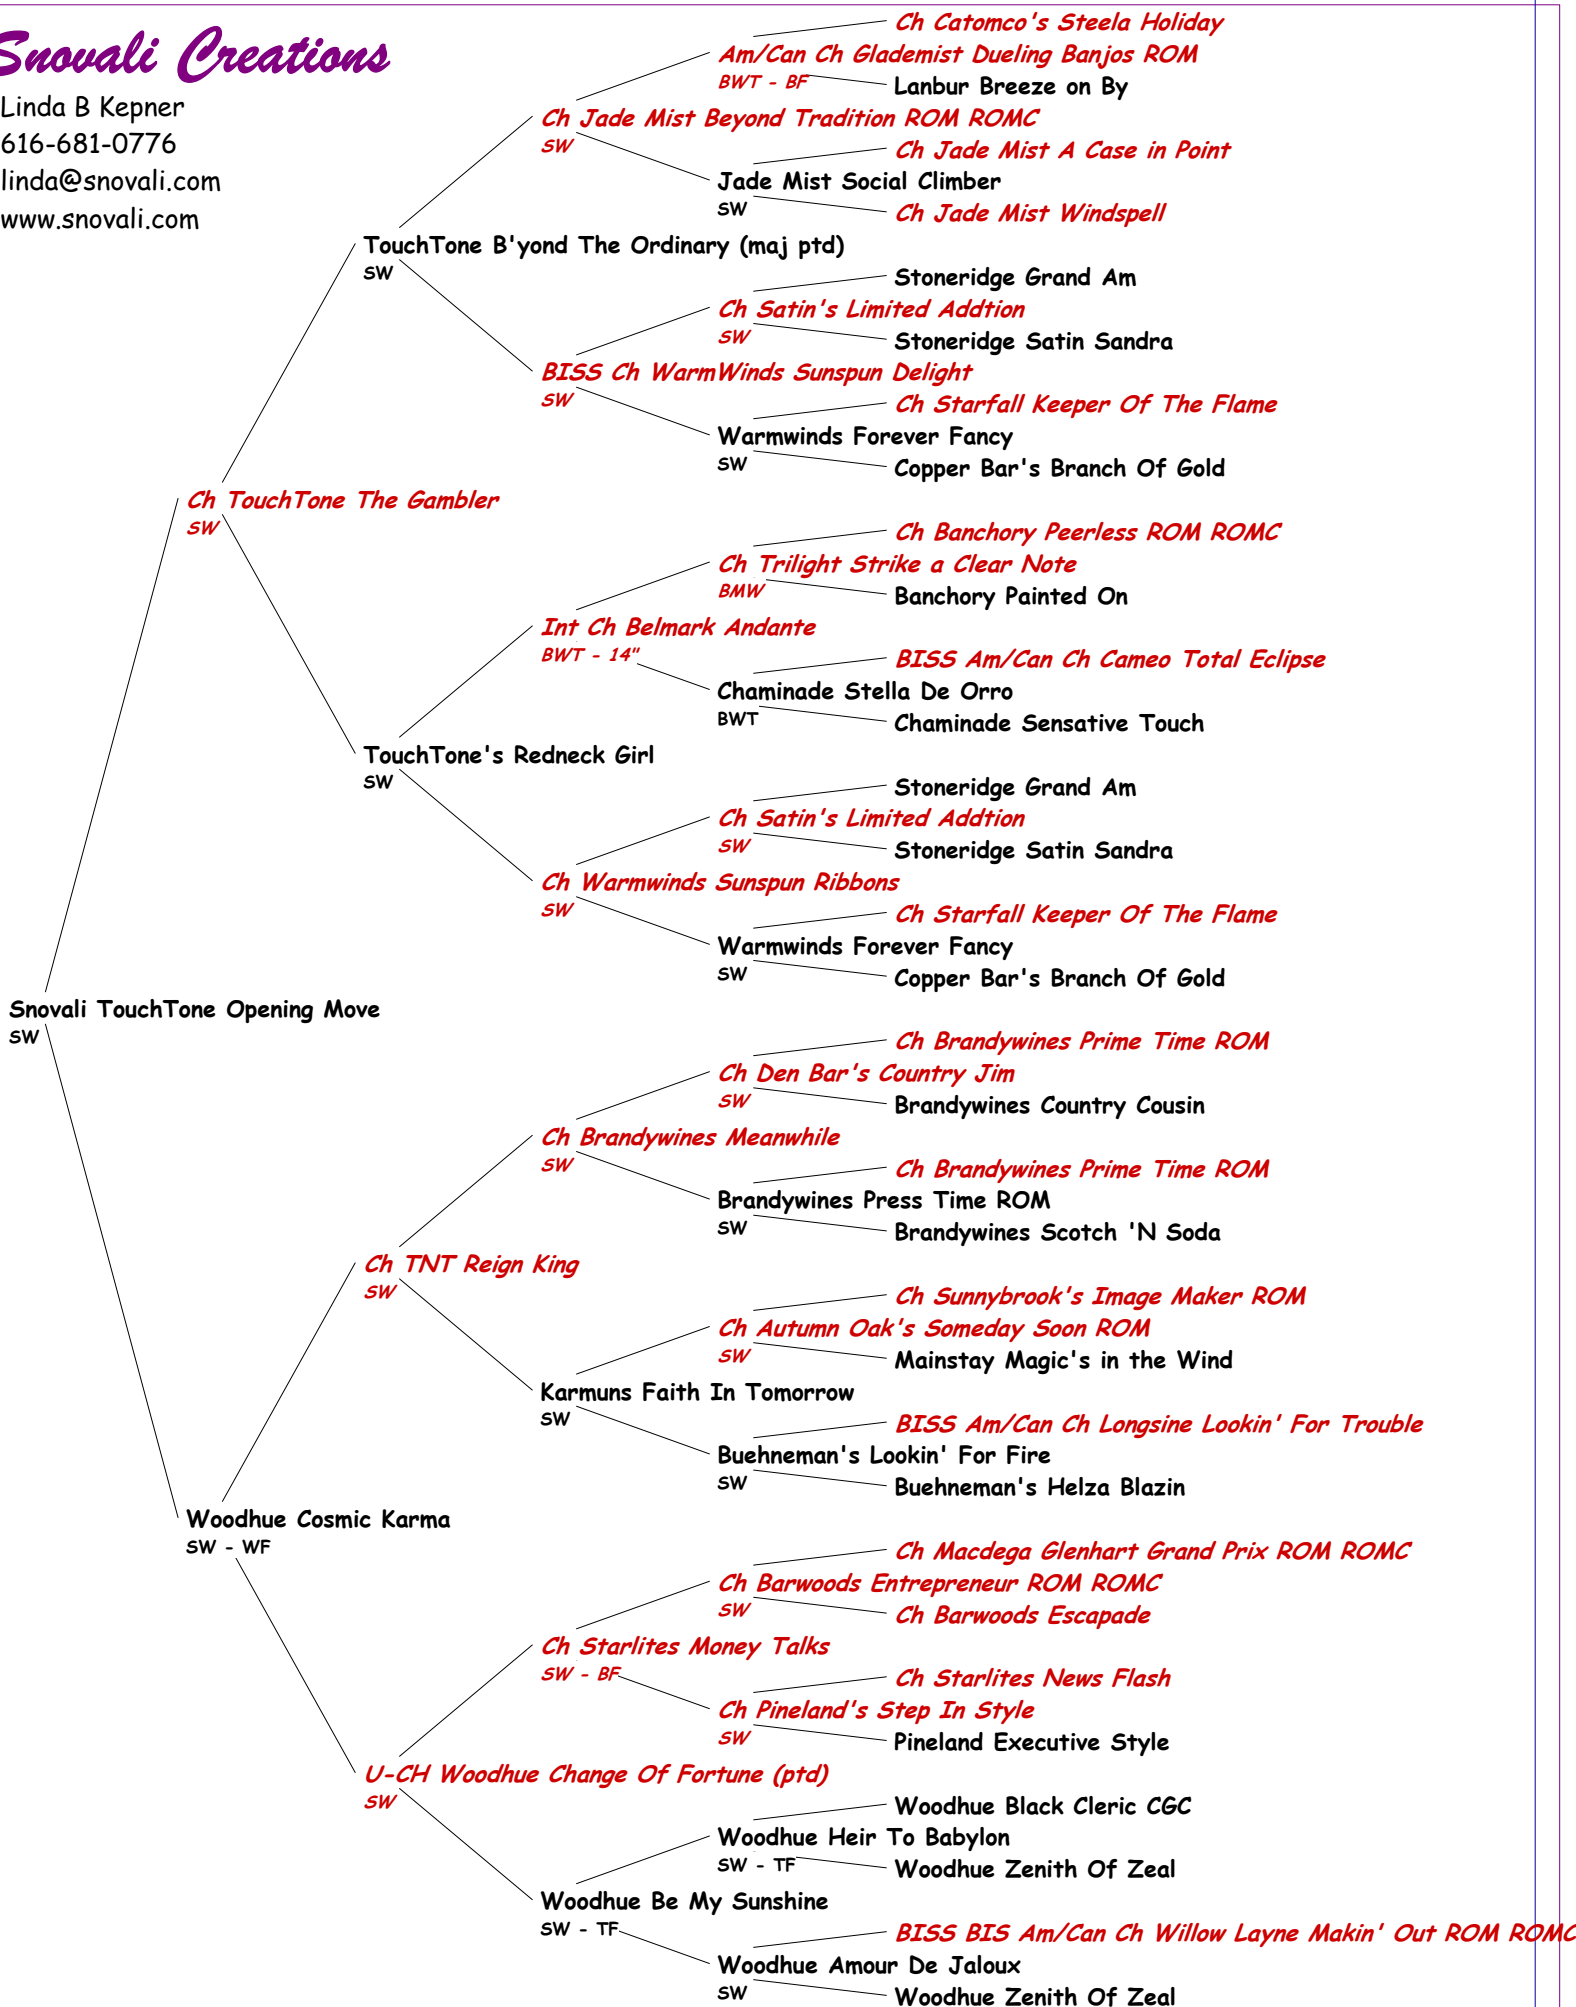 Snovali Creations
Linda B Kepner
616-681-0776
linda@snovali.com
www.snovali.com
Ch Catomco's Steela Holiday
Am/Can Ch Glademist Dueling Banjos ROM
BWT - BF
Lanbur Breeze on By
Ch Jade Mist Beyond Tradition ROM ROMC
SW
Ch Jade Mist A Case in Point
Jade Mist Social Climber
SW
Ch Jade Mist Windspell
TouchTone B'yond The Ordinary (maj ptd)
SW
Stoneridge Grand Am
Ch Satin's Limited Addtion
SW
Stoneridge Satin Sandra
BISS Ch WarmWinds Sunspun Delight
SW
Ch Starfall Keeper Of The Flame
Warmwinds Forever Fancy
SW
Copper Bar's Branch Of Gold
Ch TouchTone The Gambler
SW
Ch Banchory Peerless ROM ROMC
Ch Trilight Strike a Clear Note
BMW
Banchory Painted On
Int Ch Belmark Andante
BWT - 14"
BISS Am/Can Ch Cameo Total Eclipse
Chaminade Stella De Orro
BWT
Chaminade Sensative Touch
TouchTone's Redneck Girl
SW
Stoneridge Grand Am
Ch Satin's Limited Addtion
SW
Stoneridge Satin Sandra
Ch Warmwinds Sunspun Ribbons
SW
Ch Starfall Keeper Of The Flame
Warmwinds Forever Fancy
SW
Copper Bar's Branch Of Gold
Snovali TouchTone Opening Move
SW
Ch Brandywines Prime Time ROM
Ch Den Bar's Country Jim
SW
Brandywines Country Cousin
Ch Brandywines Meanwhile
SW
Ch Brandywines Prime Time ROM
Brandywines Press Time ROM
SW
Brandywines Scotch 'N Soda
Ch TNT Reign King
SW
Ch Sunnybrook's Image Maker ROM
Ch Autumn Oak's Someday Soon ROM
SW
Mainstay Magic's in the Wind
Karmuns Faith In Tomorrow
SW
BISS Am/Can Ch Longsine Lookin' For Trouble
Buehneman's Lookin' For Fire
SW
Buehneman's Helza Blazin
Woodhue Cosmic Karma
SW - WF
Ch Macdega Glenhart Grand Prix ROM ROMC
Ch Barwoods Entrepreneur ROM ROMC
SW
Ch Barwoods Escapade
Ch Starlites Money Talks
SW - BF
Ch Starlites News Flash
Ch Pineland's Step In Style
SW
Pineland Executive Style
U-CH Woodhue Change Of Fortune (ptd)
SW
Woodhue Black Cleric CGC
Woodhue Heir To Babylon
SW - TF
Woodhue Zenith Of Zeal
Woodhue Be My Sunshine
SW - TF
BISS BIS Am/Can Ch Willow Layne Makin' Out ROM ROMC
Woodhue Amour De Jaloux
SW
Woodhue Zenith Of Zeal